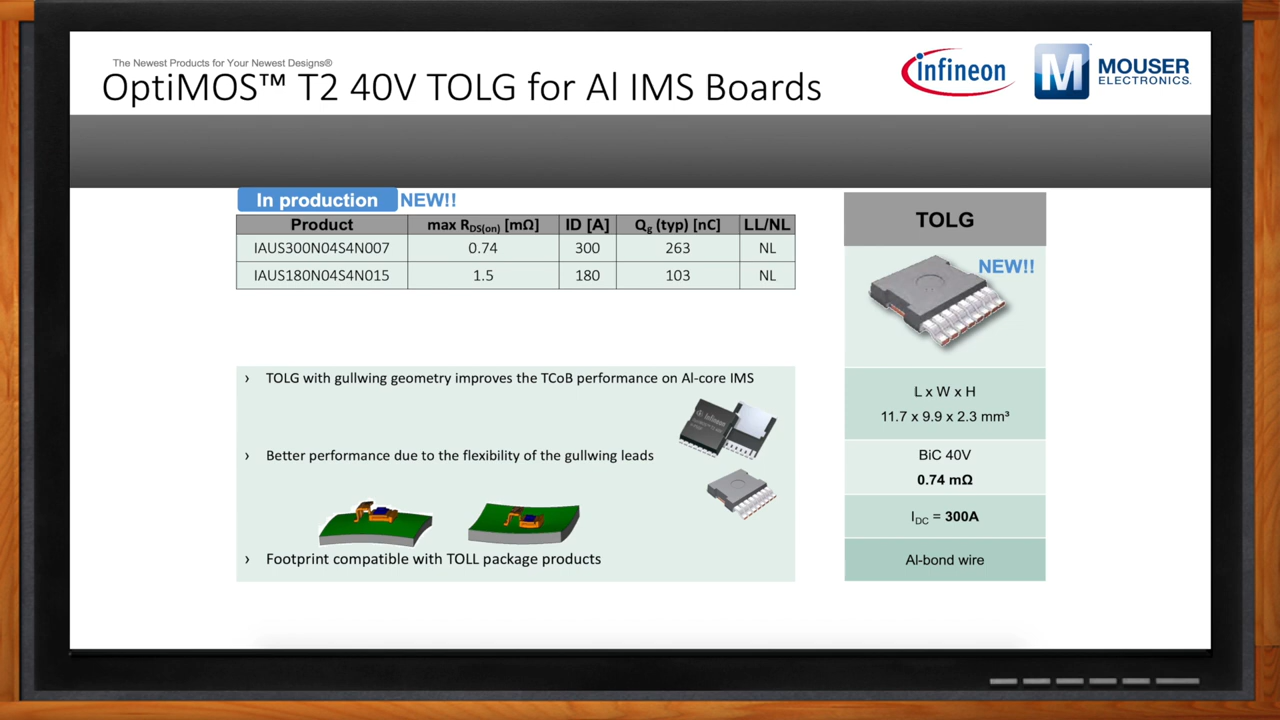 The Newest Products for Your Newest Designs®
OptiMOS™ T2 40V TOLG for Al IMS Boards
infineon
M MOUSER
ELECTRONICS.
In production NEW!!
Product max RDS(on) [mΩ] ID [A] Qg (typ) [nC] LL/NL
IAUS300N04S4N007 0.74 300 263 NL
IAUS180N04S4N015 1.5 180 103 NL
› TOLG with gullwing geometry improves the TCoB performance on Al-core IMS
infineon
› Better performance due to the flexibility of the gullwing leads
› Footprint compatible with TOLL package products
TOLG
NEW!!
L x W x H
11.7 x 9.9 x 2.3 mm³
BiC 40V
0.74 mΩ
IDC = 300A
Al-bond wire